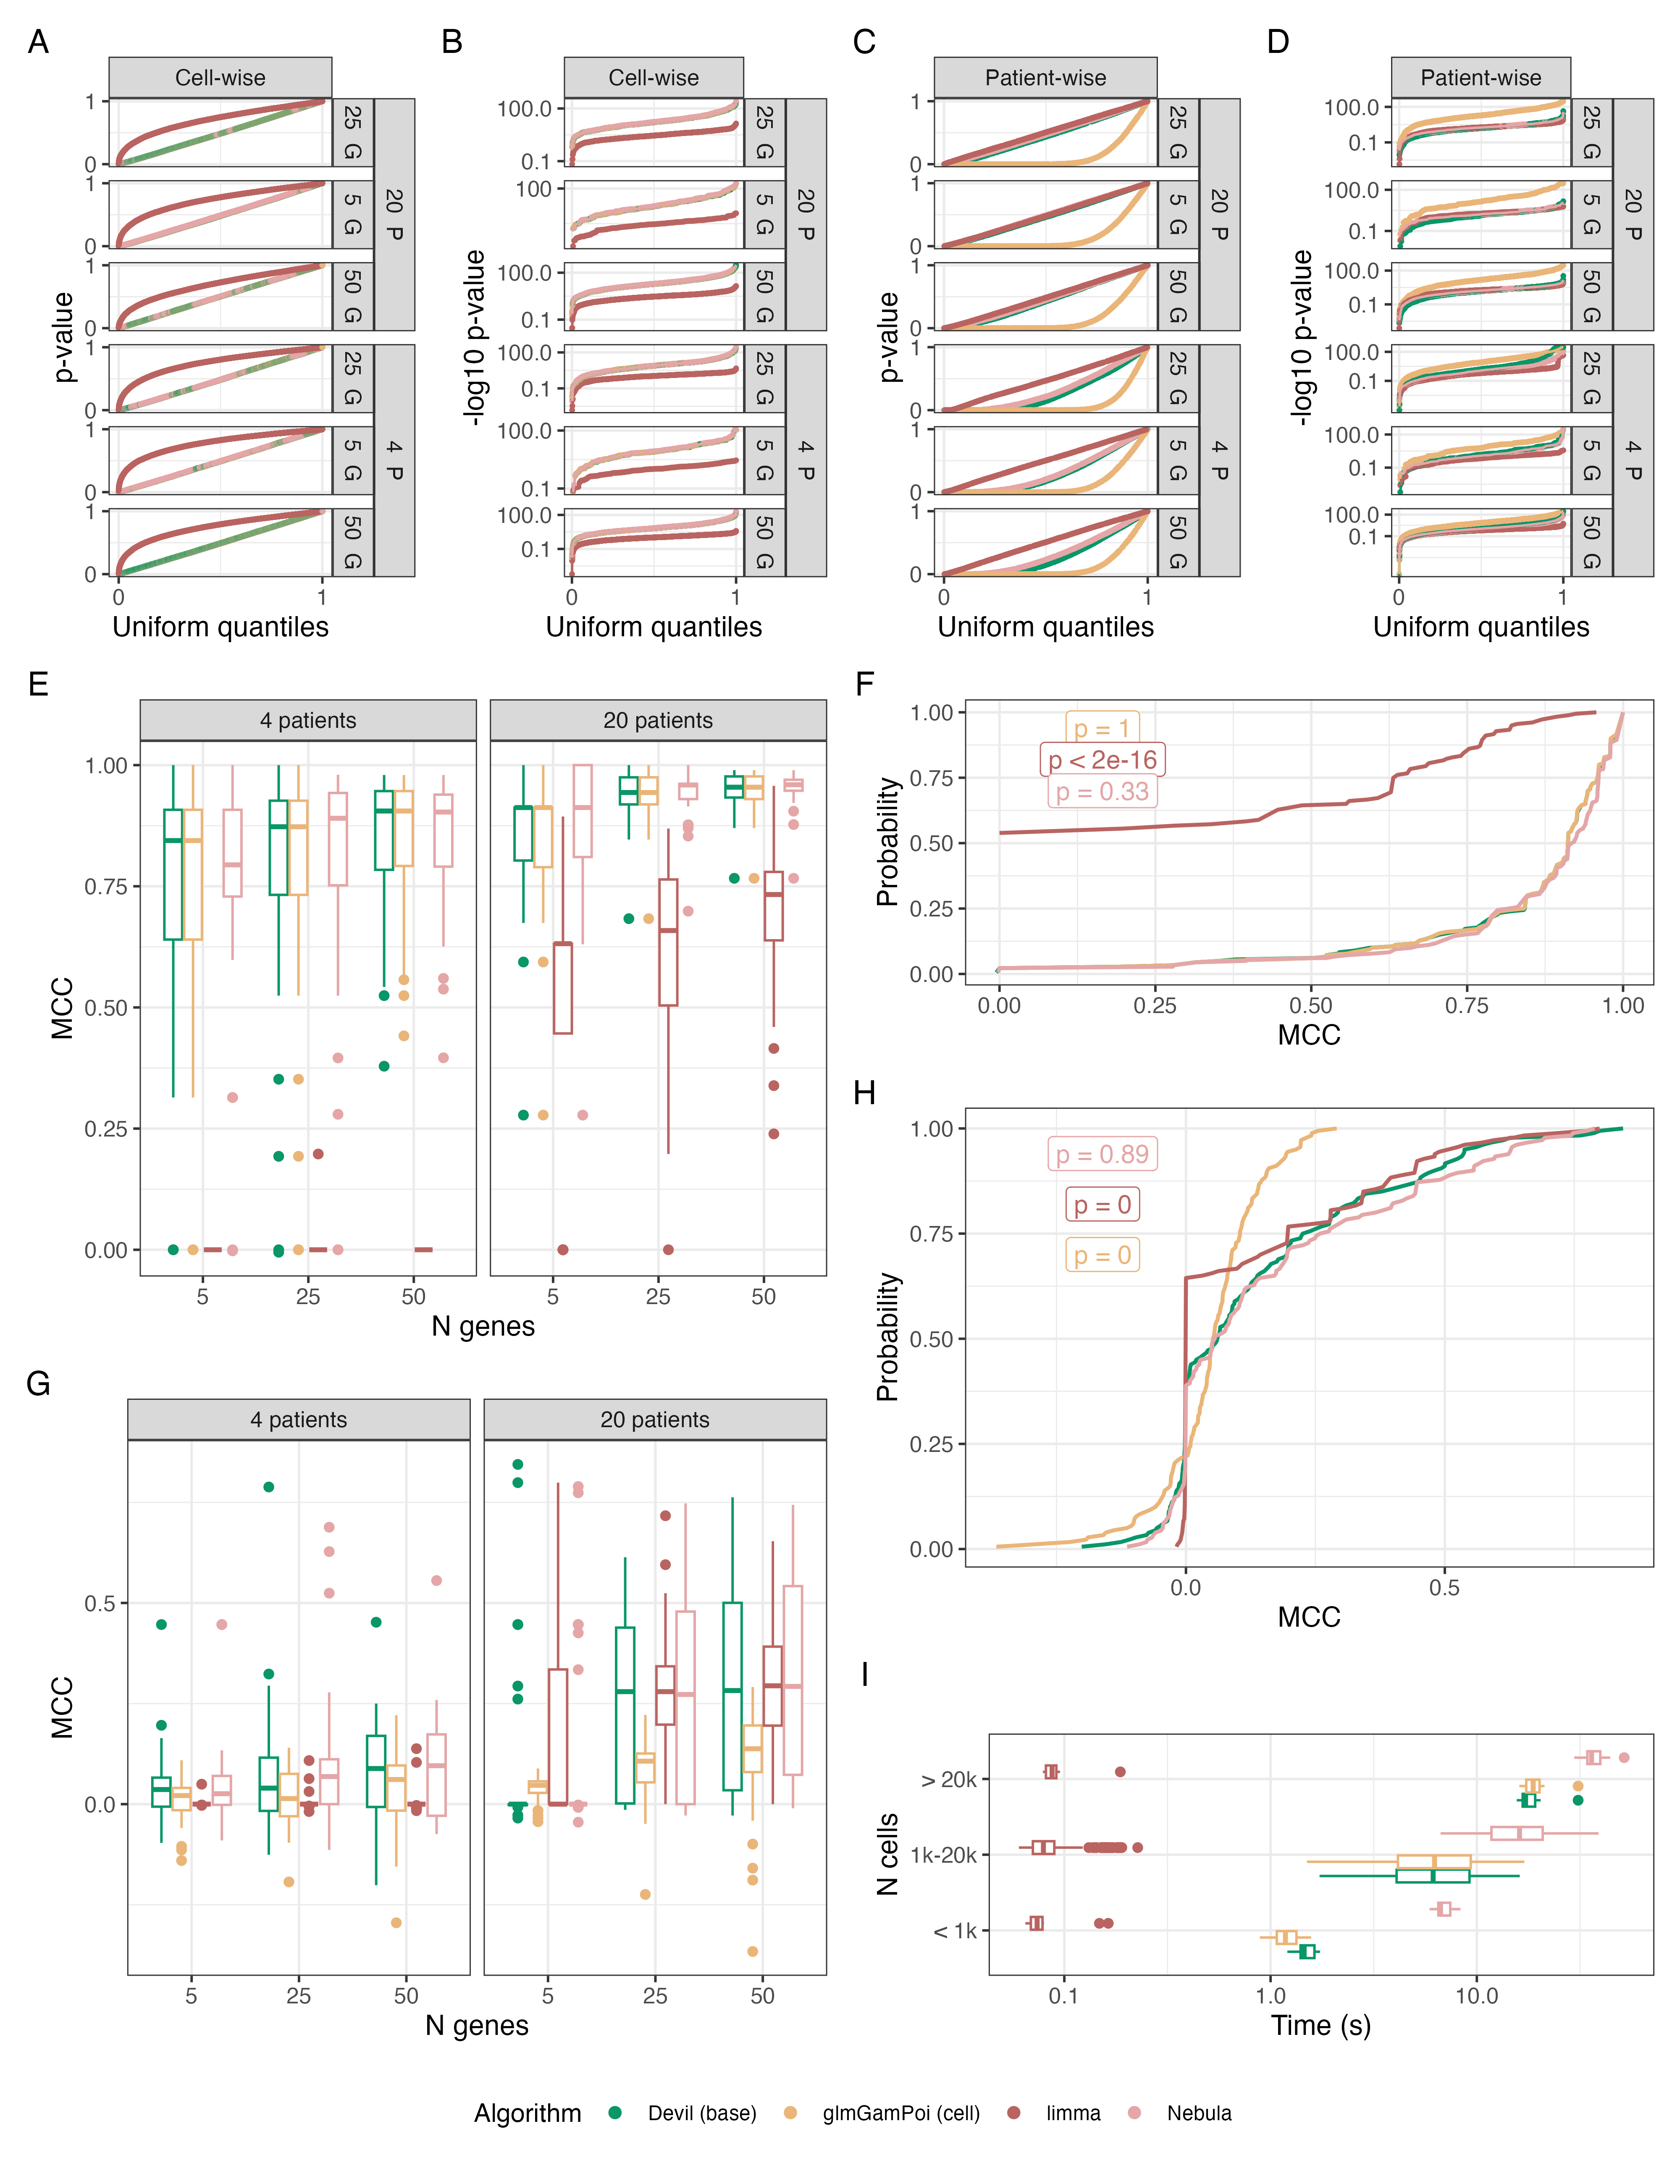 A
Cell-wise
p-value
1
0
25 G
1
0
5 G
20 P
1
0
50 G
1
0
25 G
1
0
5 G
4 P
1
0
50 G
0
1
Uniform quantiles
B
Cell-wise
-log10 p-value
100.0
0.1
25 G
100
5 G
20 P
100.0
0.1
50 G
100.0
0.1
25 G
100.0
0.1
5 G
4 P
100.0
0.1
50 G
0
1
Uniform quantiles
C
Patient-wise
p-value
1
0
25 G
1
0
5 G
20 P
1
0
50 G
1
0
25 G
1
0
5 G
4 P
1
0
50 G
0
1
Uniform quantiles
D
Patient-wise
-log10 p-value
100.0
0.1
25 G
100.0
0.1
5 G
20 P
100.0
0.1
50 G
100.0
0.1
25 G
100.0
0.1
5 G
4 P
100.0
0.1
50 G
0
1
Uniform quantiles
E
4 patients
20 patients
MCC
1.00
0.75
0.50
0.25
0.00
5
25
50
5
25
50
N genes
F
Probability
1.00
0.75
0.50
0.25
0.00
p = 1
p < 2e-16
p = 0.33
0.00
0.25
0.50
0.75
1.00
MCC
H
Probability
1.00
0.75
0.50
0.25
0.00
p = 0.89
p = 0
p = 0
0.0
0.5
MCC
G
4 patients
20 patients
MCC
0.5
0.0
5
25
50
5
25
50
N genes
I
N cells
> 20k
1k-20k
< 1k
0.1
1.0
10.0
Time (s)
Algorithm
Devil (base)
glmGamPoi (cell)
limma
Nebula